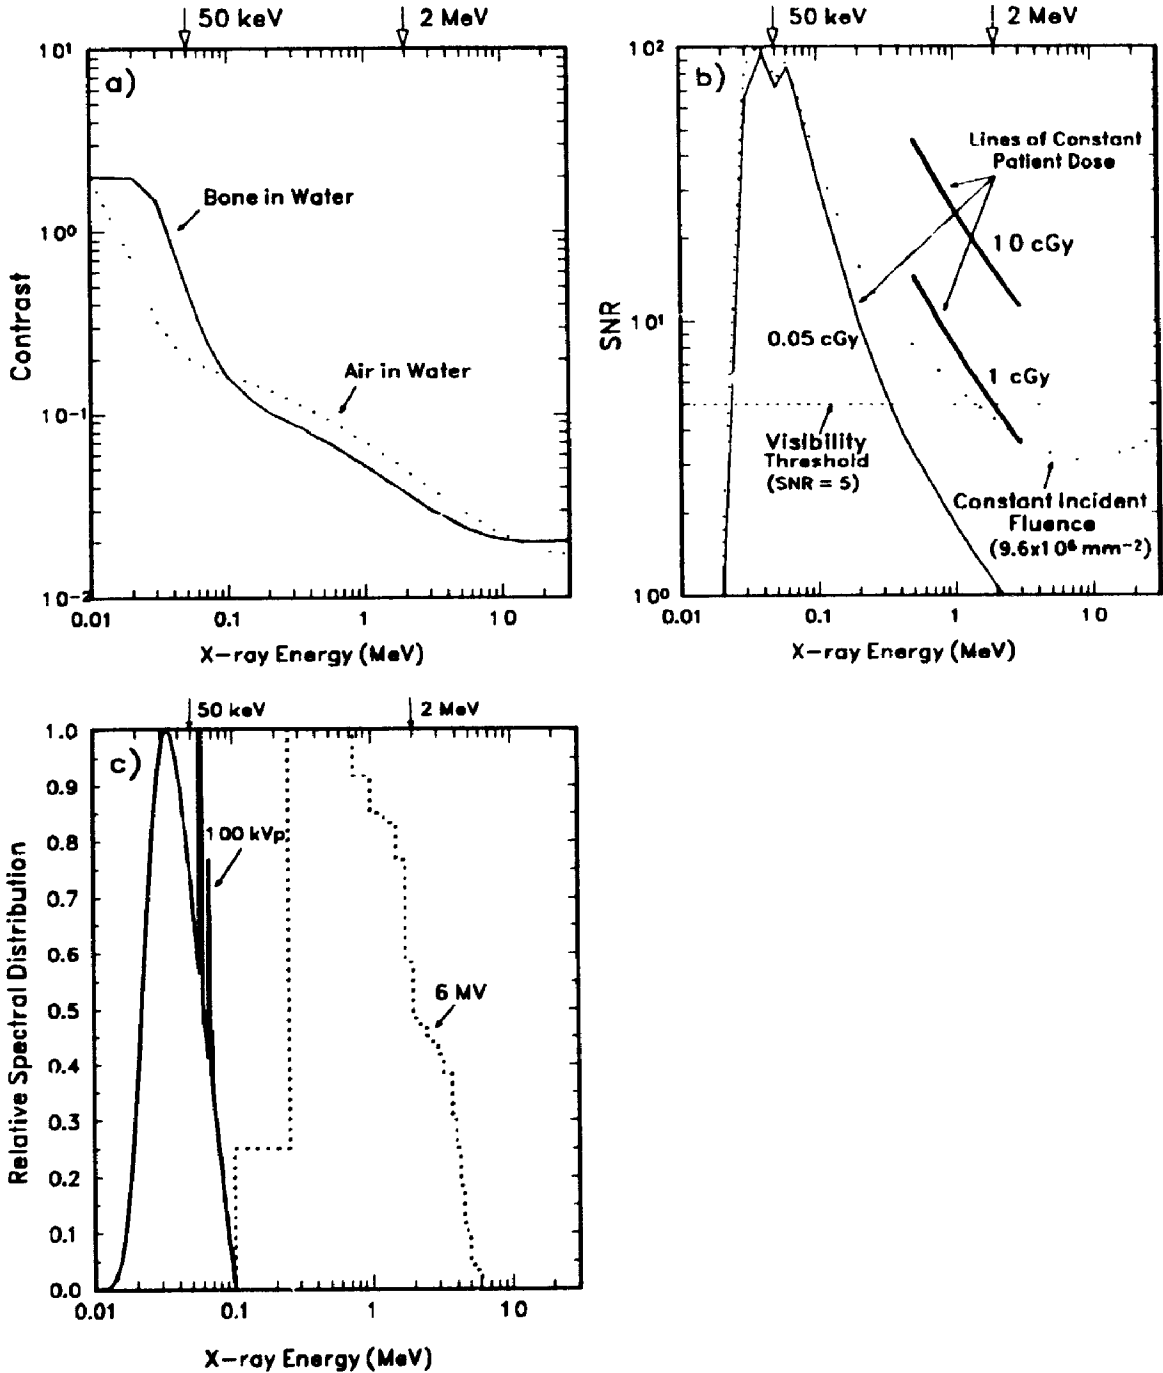 50 keV
2 MeV
10¹
a)
Bone in Water
10⁰
Contrast
Air in Water
10⁻¹
10⁻²
0.01
0.1
1
10
X-ray Energy (MeV)
50 keV
2 MeV
10²
b)
Lines of Constant
Patient Dose
10 cGy
SNR
10¹
0.05 cGy
1 cGy
Visibility
Threshold
(SNR = 5)
Constant Incident
Fluence
(9.6x10⁶ mm⁻²)
10⁰
0.01
0.1
1
10
X-ray Energy (MeV)
50 keV
2 MeV
1.0
c)
0.9
100 kVp
0.8
0.7
Relative Spectral Distribution
0.6
6 MV
0.5
0.4
0.3
0.2
0.1
0.0
0.01
0.1
1
10
X-ray Energy (MeV)